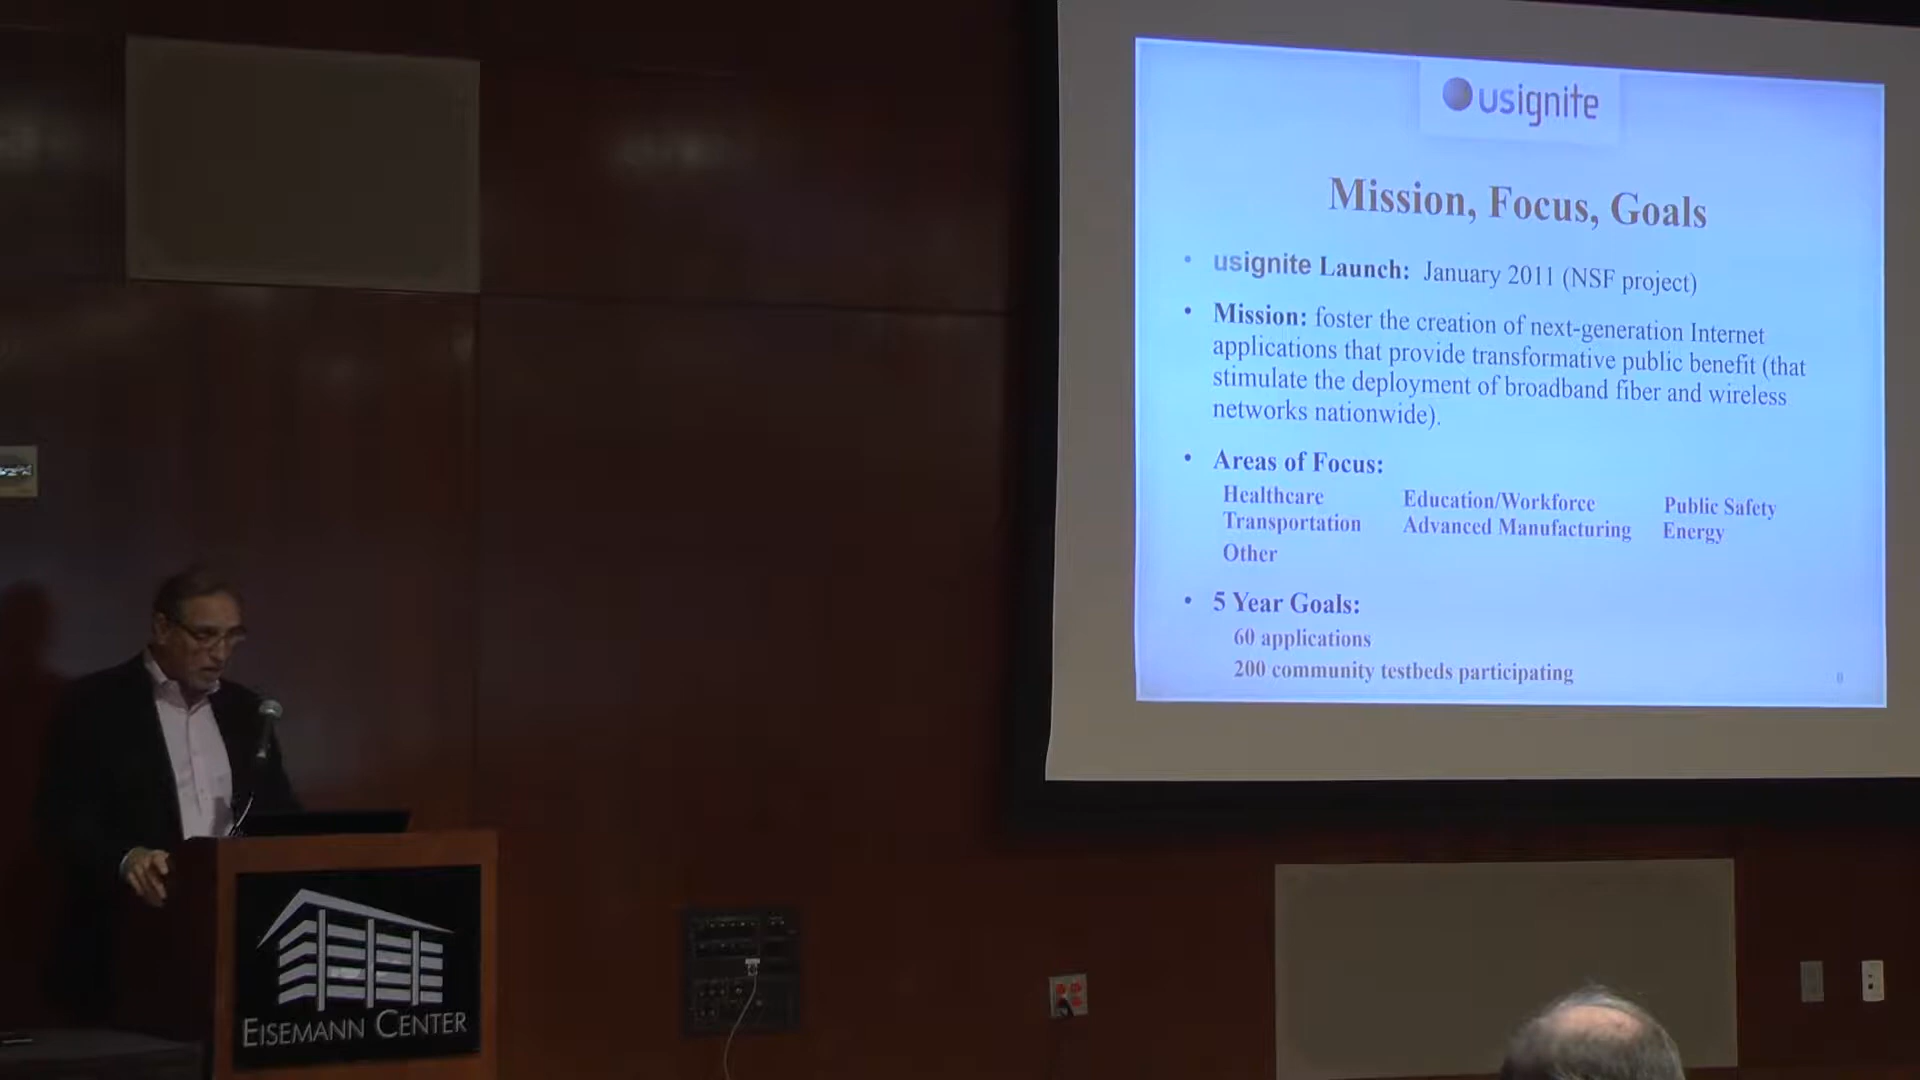 usignite
Mission, Focus, Goals
• usignite Launch: January 2011 (NSF project)
• Mission: foster the creation of next-generation Internet
applications that provide transformative public benefit (that
stimulate the deployment of broadband fiber and wireless
networks nationwide).
• Areas of Focus:
Healthcare Education/Workforce Public Safety
Transportation Advanced Manufacturing Energy
Other
• 5 Year Goals:
60 applications
200 community testbeds participating
EISEMANN CENTER